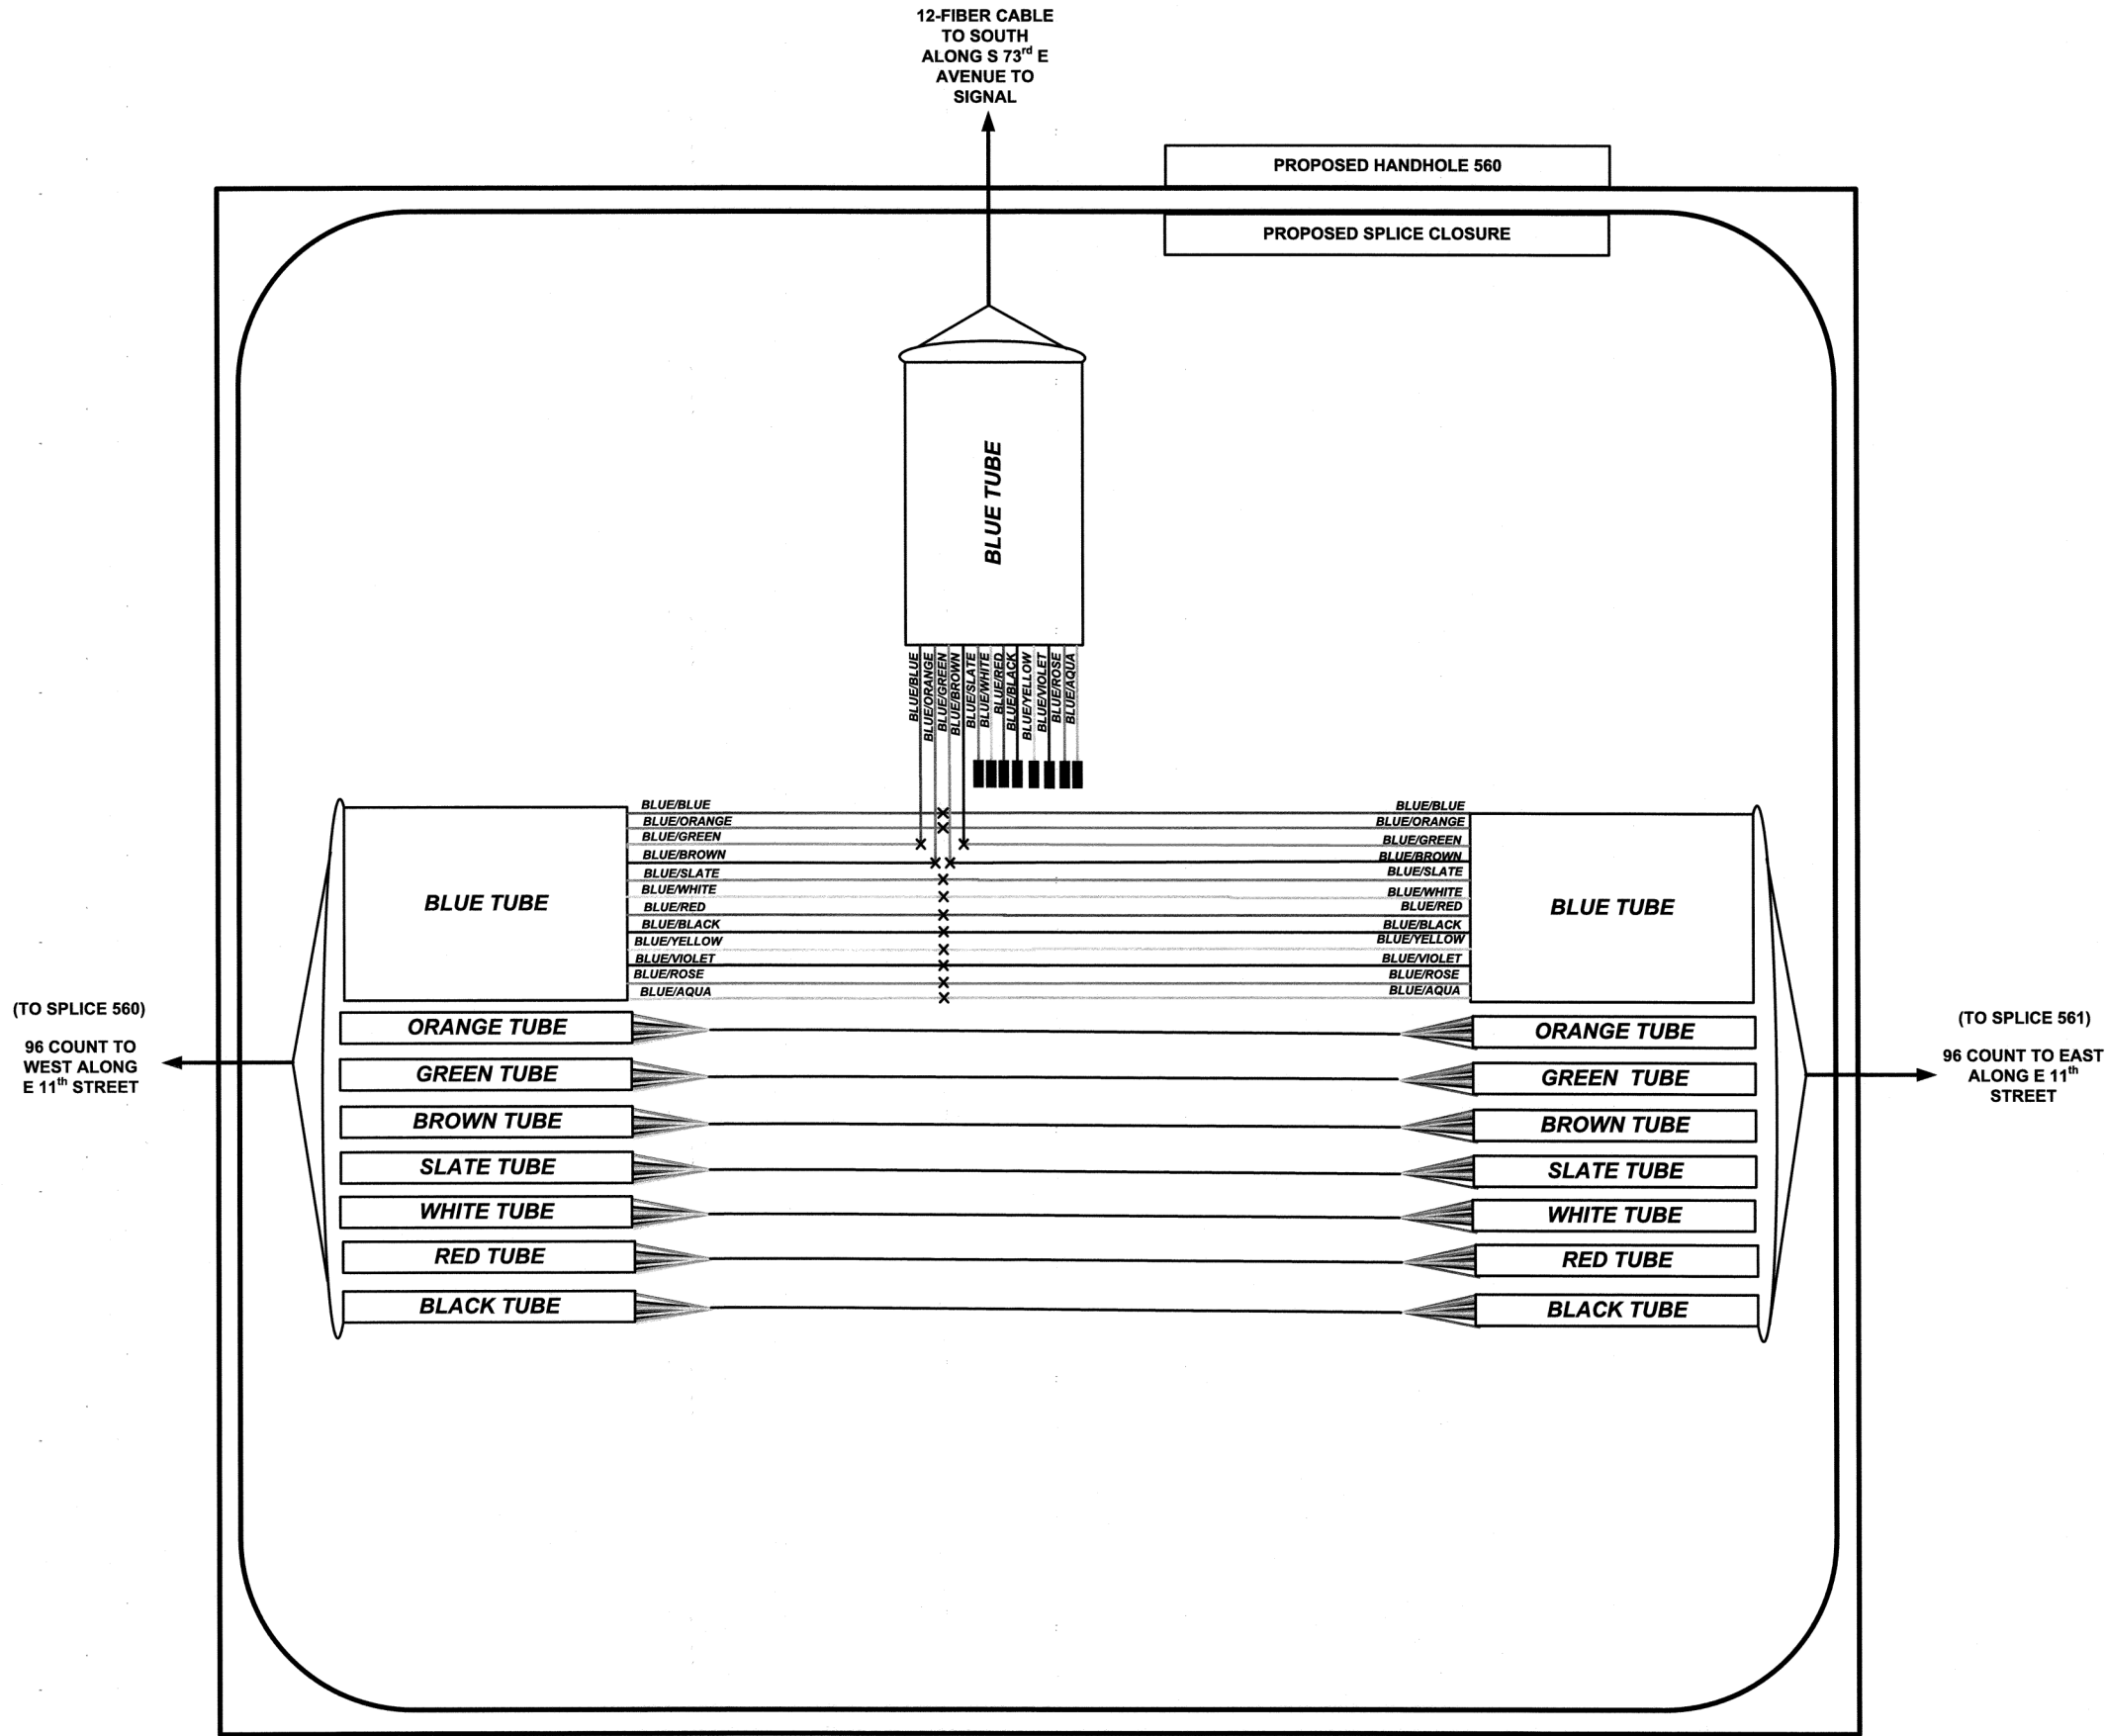 12-FIBER CABLE
TO SOUTH
ALONG S 73rd E
AVENUE TO
SIGNAL
PROPOSED HANDHOLE 560
PROPOSED SPLICE CLOSURE
BLUE TUBE
BLUE/BLUE
BLUE/ORANGE
BLUE/GREEN
BLUE/BROWN
BLUE/SLATE
BLUE/WHITE
BLUE/RED
BLUE/BLACK
BLUE/YELLOW
BLUE/VIOLET
BLUE/ROSE
BLUE/AQUA
BLUE TUBE
BLUE/BLUE
BLUE/ORANGE
BLUE/GREEN
BLUE/BROWN
BLUE/SLATE
BLUE/WHITE
BLUE/RED
BLUE/BLACK
BLUE/YELLOW
BLUE/VIOLET
BLUE/ROSE
BLUE/AQUA
BLUE/BLUE
BLUE/ORANGE
BLUE/GREEN
BLUE/BROWN
BLUE/SLATE
BLUE/WHITE
BLUE/RED
BLUE/BLACK
BLUE/YELLOW
BLUE/VIOLET
BLUE/ROSE
BLUE/AQUA
BLUE TUBE
(TO SPLICE 560)
96 COUNT TO
WEST ALONG
E 11th STREET
ORANGE TUBE
GREEN TUBE
BROWN TUBE
SLATE TUBE
WHITE TUBE
RED TUBE
BLACK TUBE
ORANGE TUBE
GREEN TUBE
BROWN TUBE
SLATE TUBE
WHITE TUBE
RED TUBE
BLACK TUBE
(TO SPLICE 561)
96 COUNT TO EAST
ALONG E 11th
STREET